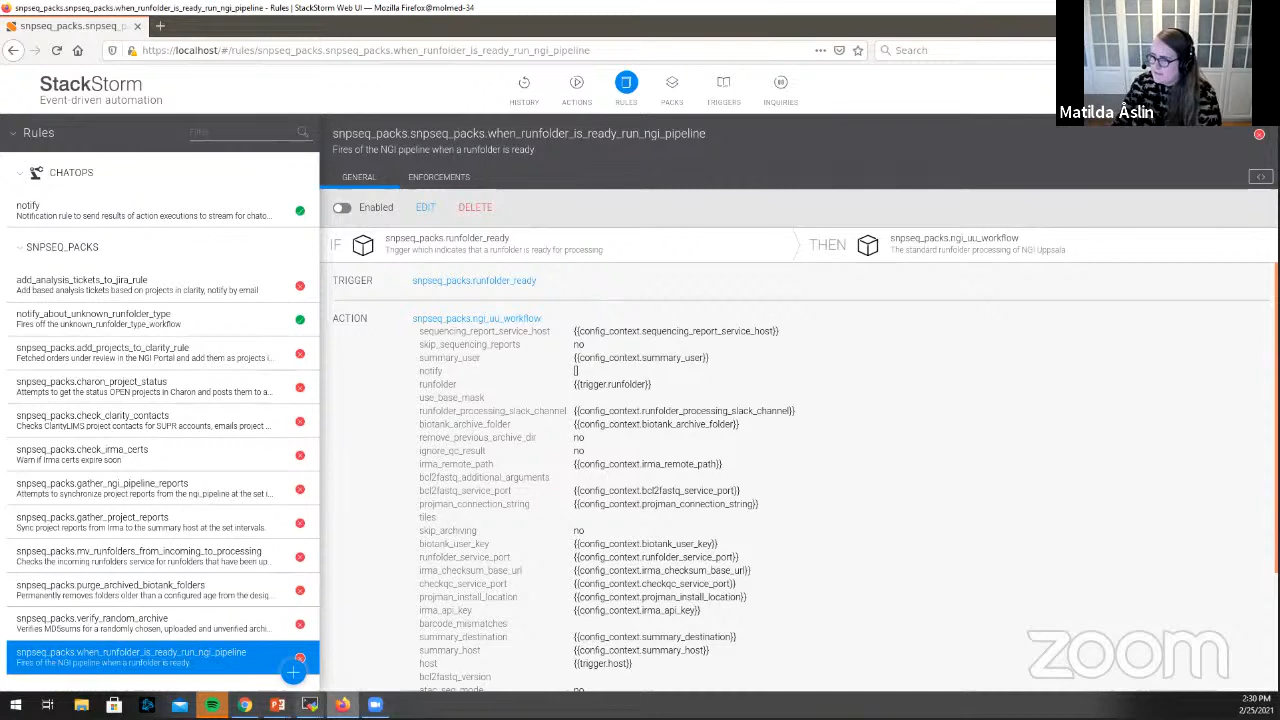 snpseq_packs.snpseq_packs.when_runfolder_is_ready_run_ngi_pipeline - Rules | StackStorm Web UI — Mozilla Firefox@molmed-34
snpseq_packs.snpseq_p
https://localhost/#/rules/snpseq_packs.snpseq_packs.when_runfolder_is_ready_run_ngi_pipeline
Search
StackStorm
Event-driven automation
HISTORY
ACTIONS
RULES
PACKS
TRIGGERS
INQUIRIES
Matilda Åslin
Rules
Filter
CHATOPS
notify
Notification rule to send results of action executions to stream for chato...
SNPSEQ_PACKS
add_analysis_tickets_to_jira_rule
Add based analysis tickets based on projects in clarity, notify by email
notify_about_unknown_runfolder_type
Fires off the unknown_runfolder_type_workflow
snpseq_packs.add_projects_to_clarity_rule
Fetched orders under review in the NGI Portal and add them as projects i...
snpseq_packs.charon_project_status
Attempts to get the status OPEN projects in Charon and posts them to a...
snpseq_packs.check_clarity_contacts
Checks ClarityLIMS project contacts for SUPR accounts, emails project ...
snpseq_packs.check_irma_certs
Warn if Irma certs expire soon
snpseq_packs.gather_ngi_pipeline_reports
Attempts to synchronize project reports from the ngi_pipeline at the set i...
snpseq_packs.gather_project_reports
Sync project reports from Irma to the summary host at the set intervals.
snpseq_packs.mv_runfolders_from_incoming_to_processing
Checks the incoming runfolders service for runfolders that have been up...
snpseq_packs.purge_archived_biotank_folders
Permanently removes folders older than a configured age from the desig...
snpseq_packs.verify_random_archive
Verifies MD5sums for a randomly chosen, uploaded and unverified archi...
snpseq_packs.when_runfolder_is_ready_run_ngi_pipeline
Fires of the NGI pipeline when a runfolder is ready
snpseq_packs.snpseq_packs.when_runfolder_is_ready_run_ngi_pipeline
Fires of the NGI pipeline when a runfolder is ready
GENERAL
ENFORCEMENTS
Enabled
EDIT
DELETE
IF
snpseq_packs.runfolder_ready
Trigger which indicates that a runfolder is ready for processing
THEN
snpseq_packs.ngi_uu_workflow
The standard runfolder processing of NGI Uppsala
TRIGGER
snpseq_packs.runfolder_ready
ACTION
snpseq_packs.ngi_uu_workflow
sequencing_report_service_host {{config_context.sequencing_report_service_host}}
skip_sequencing_reports no
summary_user {{config_context.summary_user}}
notify []
runfolder {{trigger.runfolder}}
use_base_mask
runfolder_processing_slack_channel {{config_context.runfolder_processing_slack_channel}}
biotank_archive_folder {{config_context.biotank_archive_folder}}
remove_previous_archive_dir no
ignore_qc_result no
irma_remote_path {{config_context.irma_remote_path}}
bcl2fastq_additional_arguments
bcl2fastq_service_port {{config_context.bcl2fastq_service_port}}
projman_connection_string {{config_context.projman_connection_string}}
tiles
skip_archiving no
biotank_user_key {{config_context.biotank_user_key}}
runfolder_service_port {{config_context.runfolder_service_port}}
irma_checksum_base_url {{config_context.irma_checksum_base_url}}
checkqc_service_port {{config_context.checkqc_service_port}}
projman_install_location {{config_context.projman_install_location}}
irma_api_key {{config_context.irma_api_key}}
barcode_mismatches
summary_destination {{config_context.summary_destination}}
summary_host {{config_context.summary_host}}
host {{trigger.host}}
bcl2fastq_version
atac_seq_mode no
zoom
2:30 PM
2/25/2021